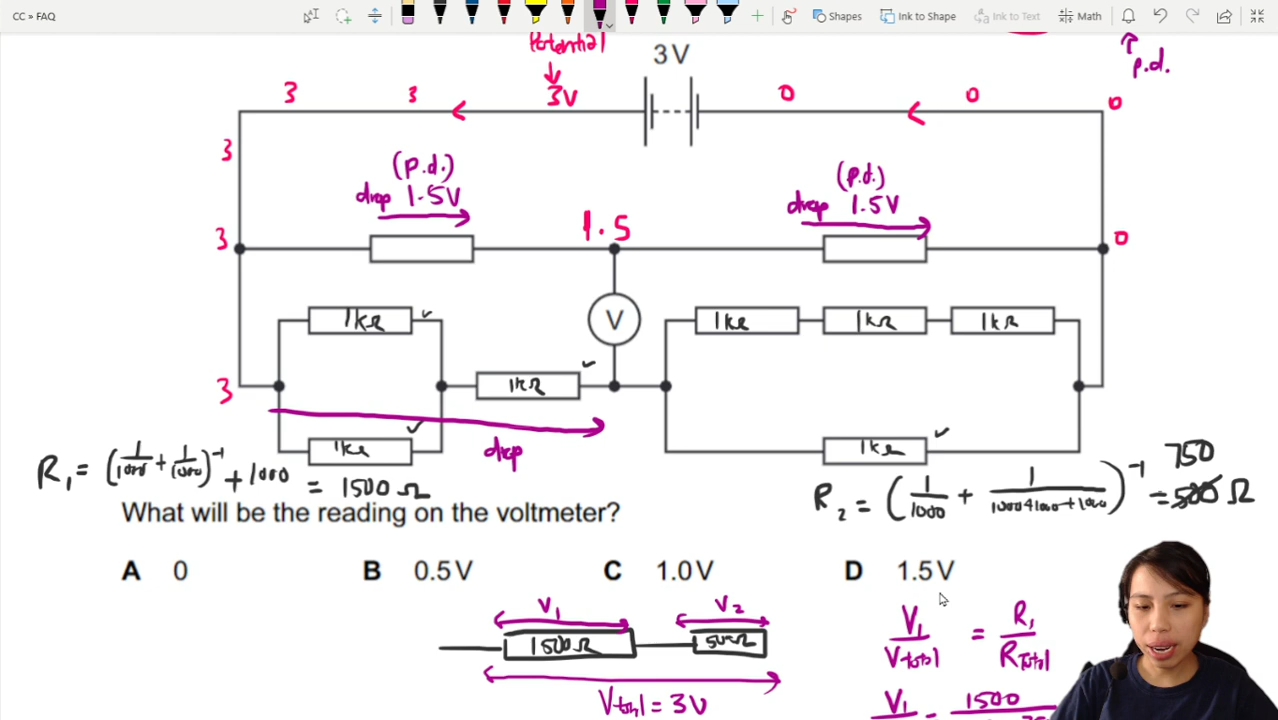 CC » FAQ
Shapes
Ink to Shape
Ink to Text
Math
Potential
3V
p.d.
3 3 3V 0 0 0
3
(p.d.)
drop 1.5V
(p.d.)
drop 1.5V
3 1.5 0
1kΩ
V
1kΩ 1kΩ 1kΩ
3
1kΩ
drop
1kΩ
1kΩ
R1 = (1/1000 + 1/1000)^-1 + 1000 = 1500 Ω
R2 = (1/1000 + 1/1000+1000+1000)^-1 = 500 Ω
750
What will be the reading on the voltmeter?
A 0 B 0.5V C 1.0V D 1.5V
V1 V2
1500Ω 500Ω
Vtotal = 3V
V1/Vtotal = R1/RTotal
V1 = 1500